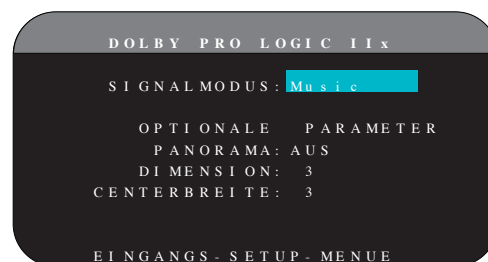 DOLBY PRO LOGIC IIx
SIGNALMODUS: Music
OPTIONALE PARAMETER
PANORAMA: AUS
DIMENSION: 3
CENTERBREITE: 3
EINGANGS-SETUP-MENUE